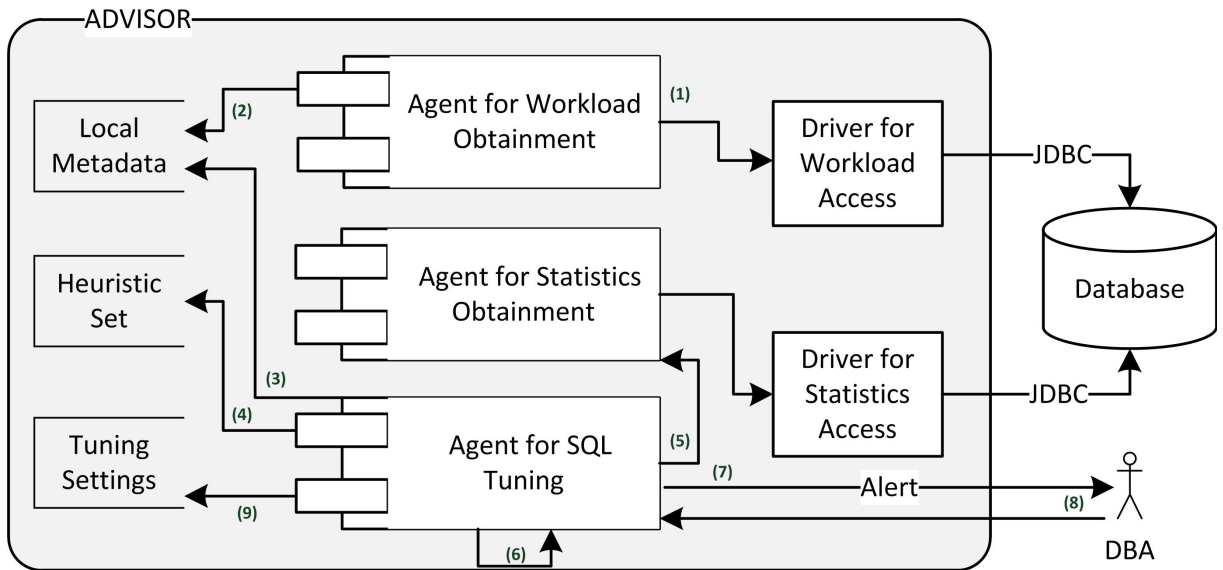 ADVISOR
(1)
(2)
Agent for Workload
Obtainment
Local
Metadata
Driver for
Workload
Access
JDBC
Heuristic
Set
Agent for Statistics
Obtainment
Database
Driver for
Statistics
Access
JDBC
(3)
(4)
(5)
Tuning
Settings
Agent for SQL
Tuning
(7)
Alert
(8)
(9)
(6)
DBA